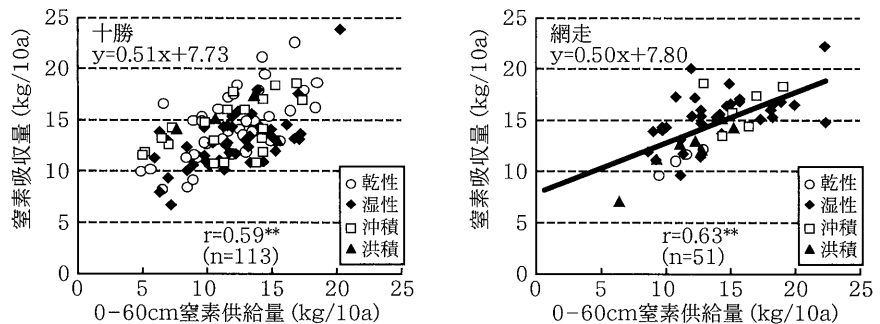 十勝
y=0.51x+7.73
窒素吸収量 (kg/10a)
25
20
15
10
5
0
○ 乾性
◆ 湿性
□ 沖積
▲ 洪積
r=0.59**
(n=113)
0 5 10 15 20 25
0-60cm窒素供給量 (kg/10a)
網走
y=0.50x+7.80
窒素吸収量 (kg/10a)
25
20
15
10
5
0
○ 乾性
◆ 湿性
□ 沖積
▲ 洪積
r=0.63**
(n=51)
0 5 10 15 20 25
0-60cm窒素供給量 (kg/10a)